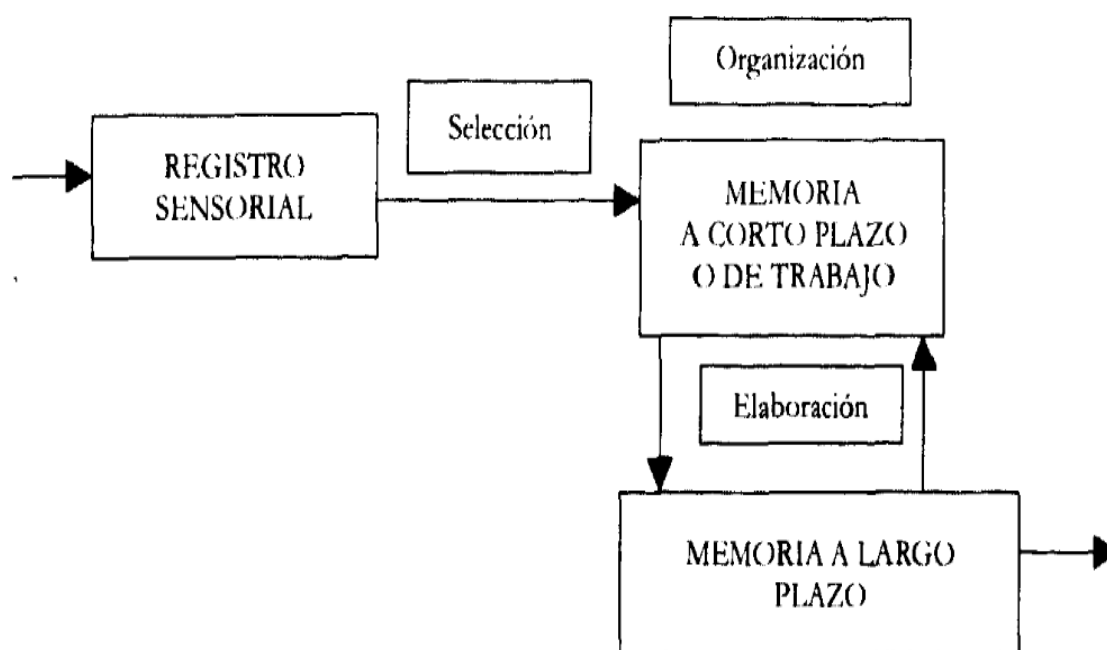 Organización
Selección
REGISTRO
SENSORIAL
MEMORIA
A CORTO PLAZO
O DE TRABAJO
Elaboración
MEMORIA A LARGO
PLAZO